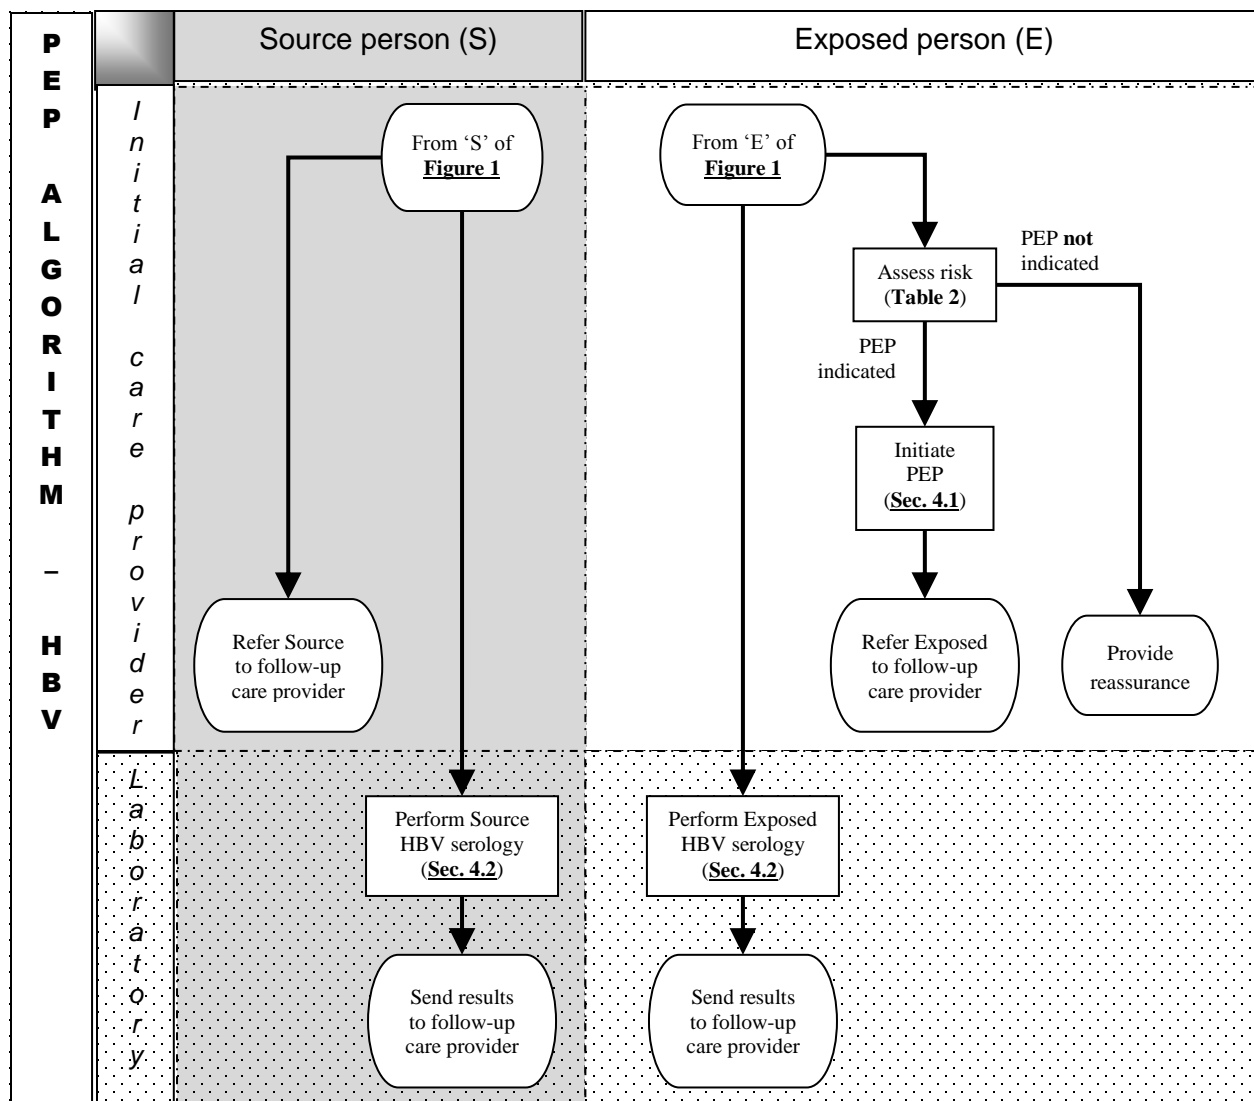 PEP ALGORITHM – HBV
Source person (S)
Exposed person (E)
Initial care provider
From ‘S’ of
Figure 1
From ‘E’ of
Figure 1
Assess risk
(Table 2)
PEP not
indicated
PEP
indicated
Initiate
PEP
(Sec. 4.1)
Refer Source
to follow-up
care provider
Refer Exposed
to follow-up
care provider
Provide
reassurance
Laboratory
Perform Source
HBV serology
(Sec. 4.2)
Perform Exposed
HBV serology
(Sec. 4.2)
Send results
to follow-up
care provider
Send results
to follow-up
care provider